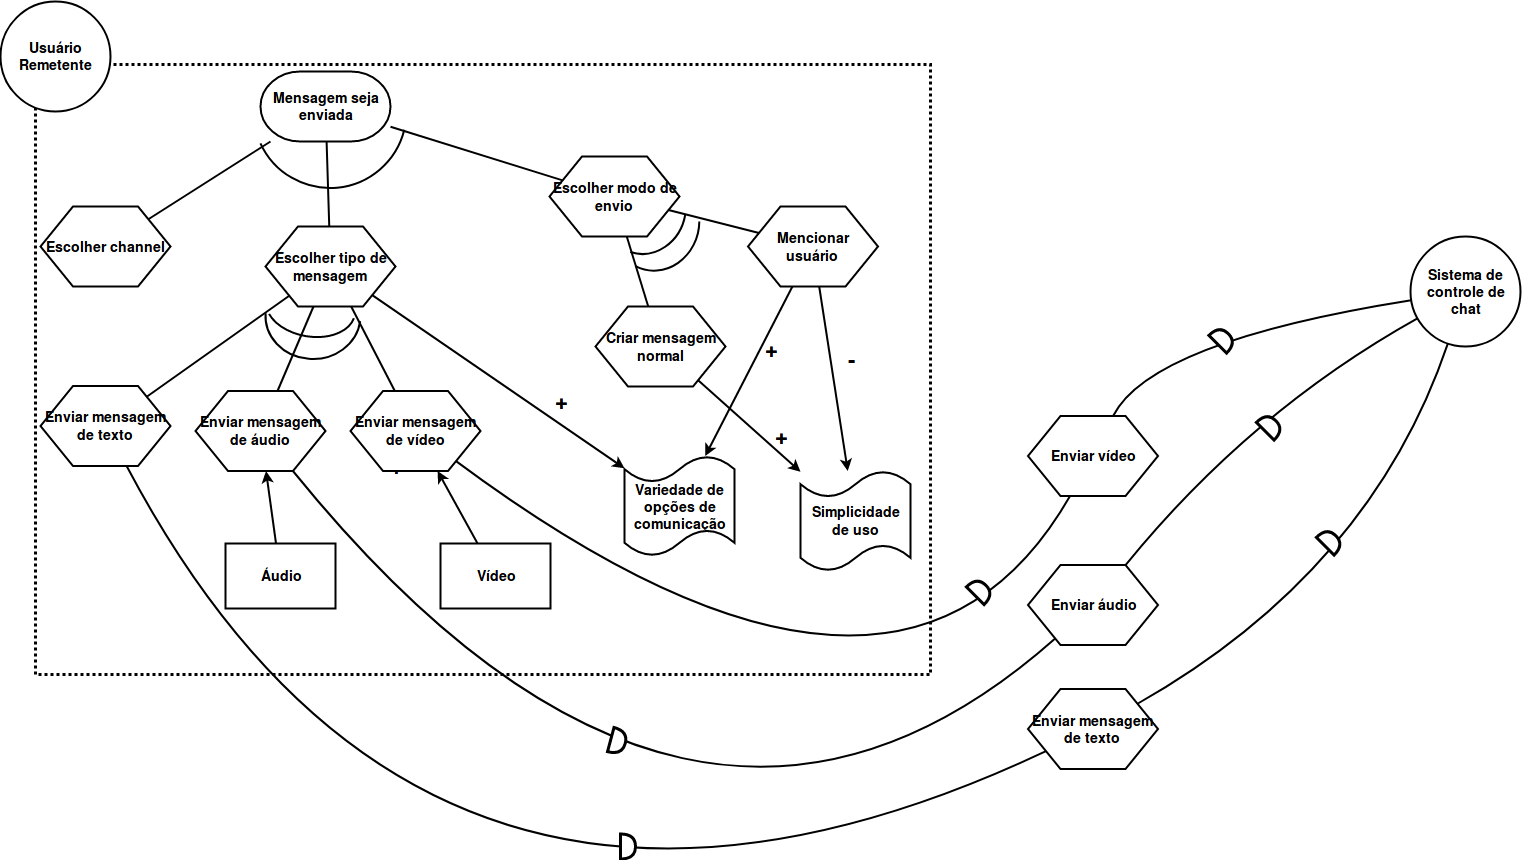 Usuário
Remetente
Mensagem seja
enviada
Escolher modo de
envio
Escolher channel
Escolher tipo de
mensagem
Mencionar
usuário
Sistema de
controle de
chat
Criar mensagem
normal
+
-
+
+
Enviar mensagem
de texto
Enviar mensagem
de áudio
Enviar mensagem
de vídeo
Enviar vídeo
Variedade de
opções de
comunicação
Simplicidade
de uso
Áudio
Vídeo
Enviar áudio
Enviar mensagem
de texto